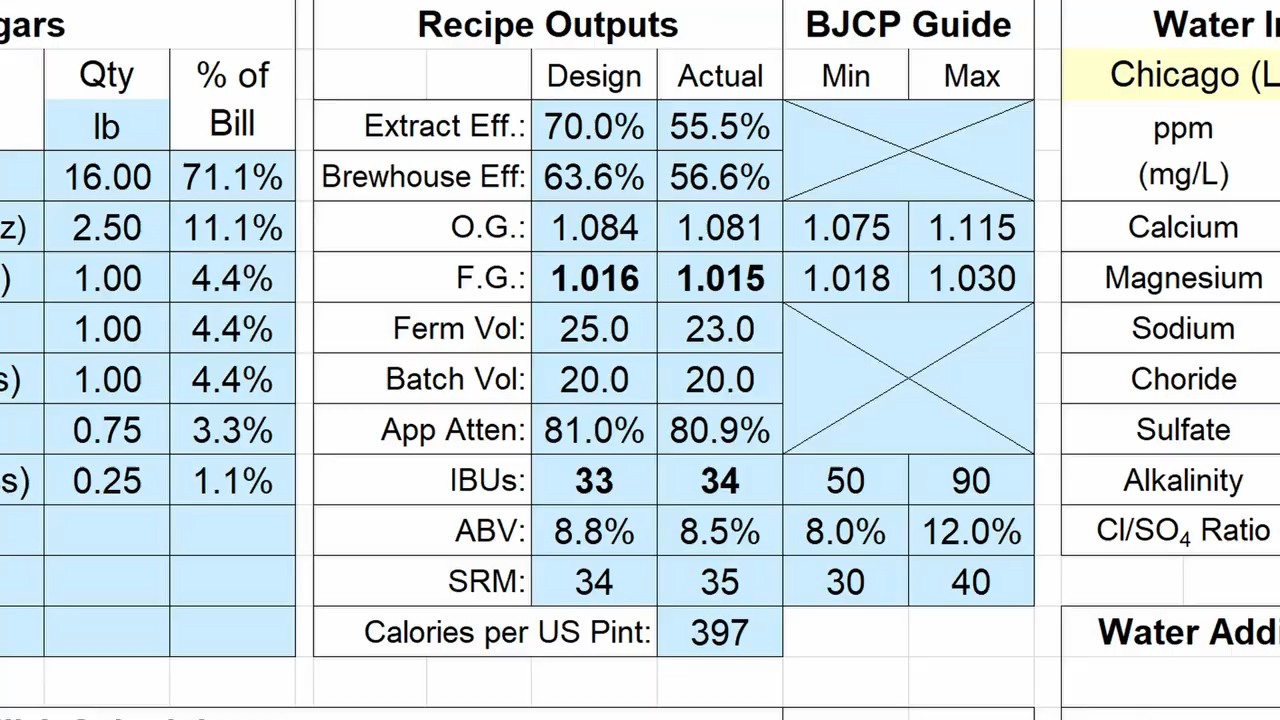 gars Recipe Outputs BJCP Guide Water In
Qty % of Design Actual Min Max Chicago (L
lb Bill Extract Eff.: 70.0% 55.5% ppm
16.00 71.1% Brewhouse Eff: 63.6% 56.6% (mg/L)
z) 2.50 11.1% O.G.: 1.084 1.081 1.075 1.115 Calcium
) 1.00 4.4% F.G.: 1.016 1.015 1.018 1.030 Magnesium
1.00 4.4% Ferm Vol: 25.0 23.0 Sodium
s) 1.00 4.4% Batch Vol: 20.0 20.0 Choride
0.75 3.3% App Atten: 81.0% 80.9% Sulfate
s) 0.25 1.1% IBUs: 33 34 50 90 Alkalinity
ABV: 8.8% 8.5% 8.0% 12.0% Cl/SO4 Ratio
SRM: 34 35 30 40
Calories per US Pint: 397 Water Addi